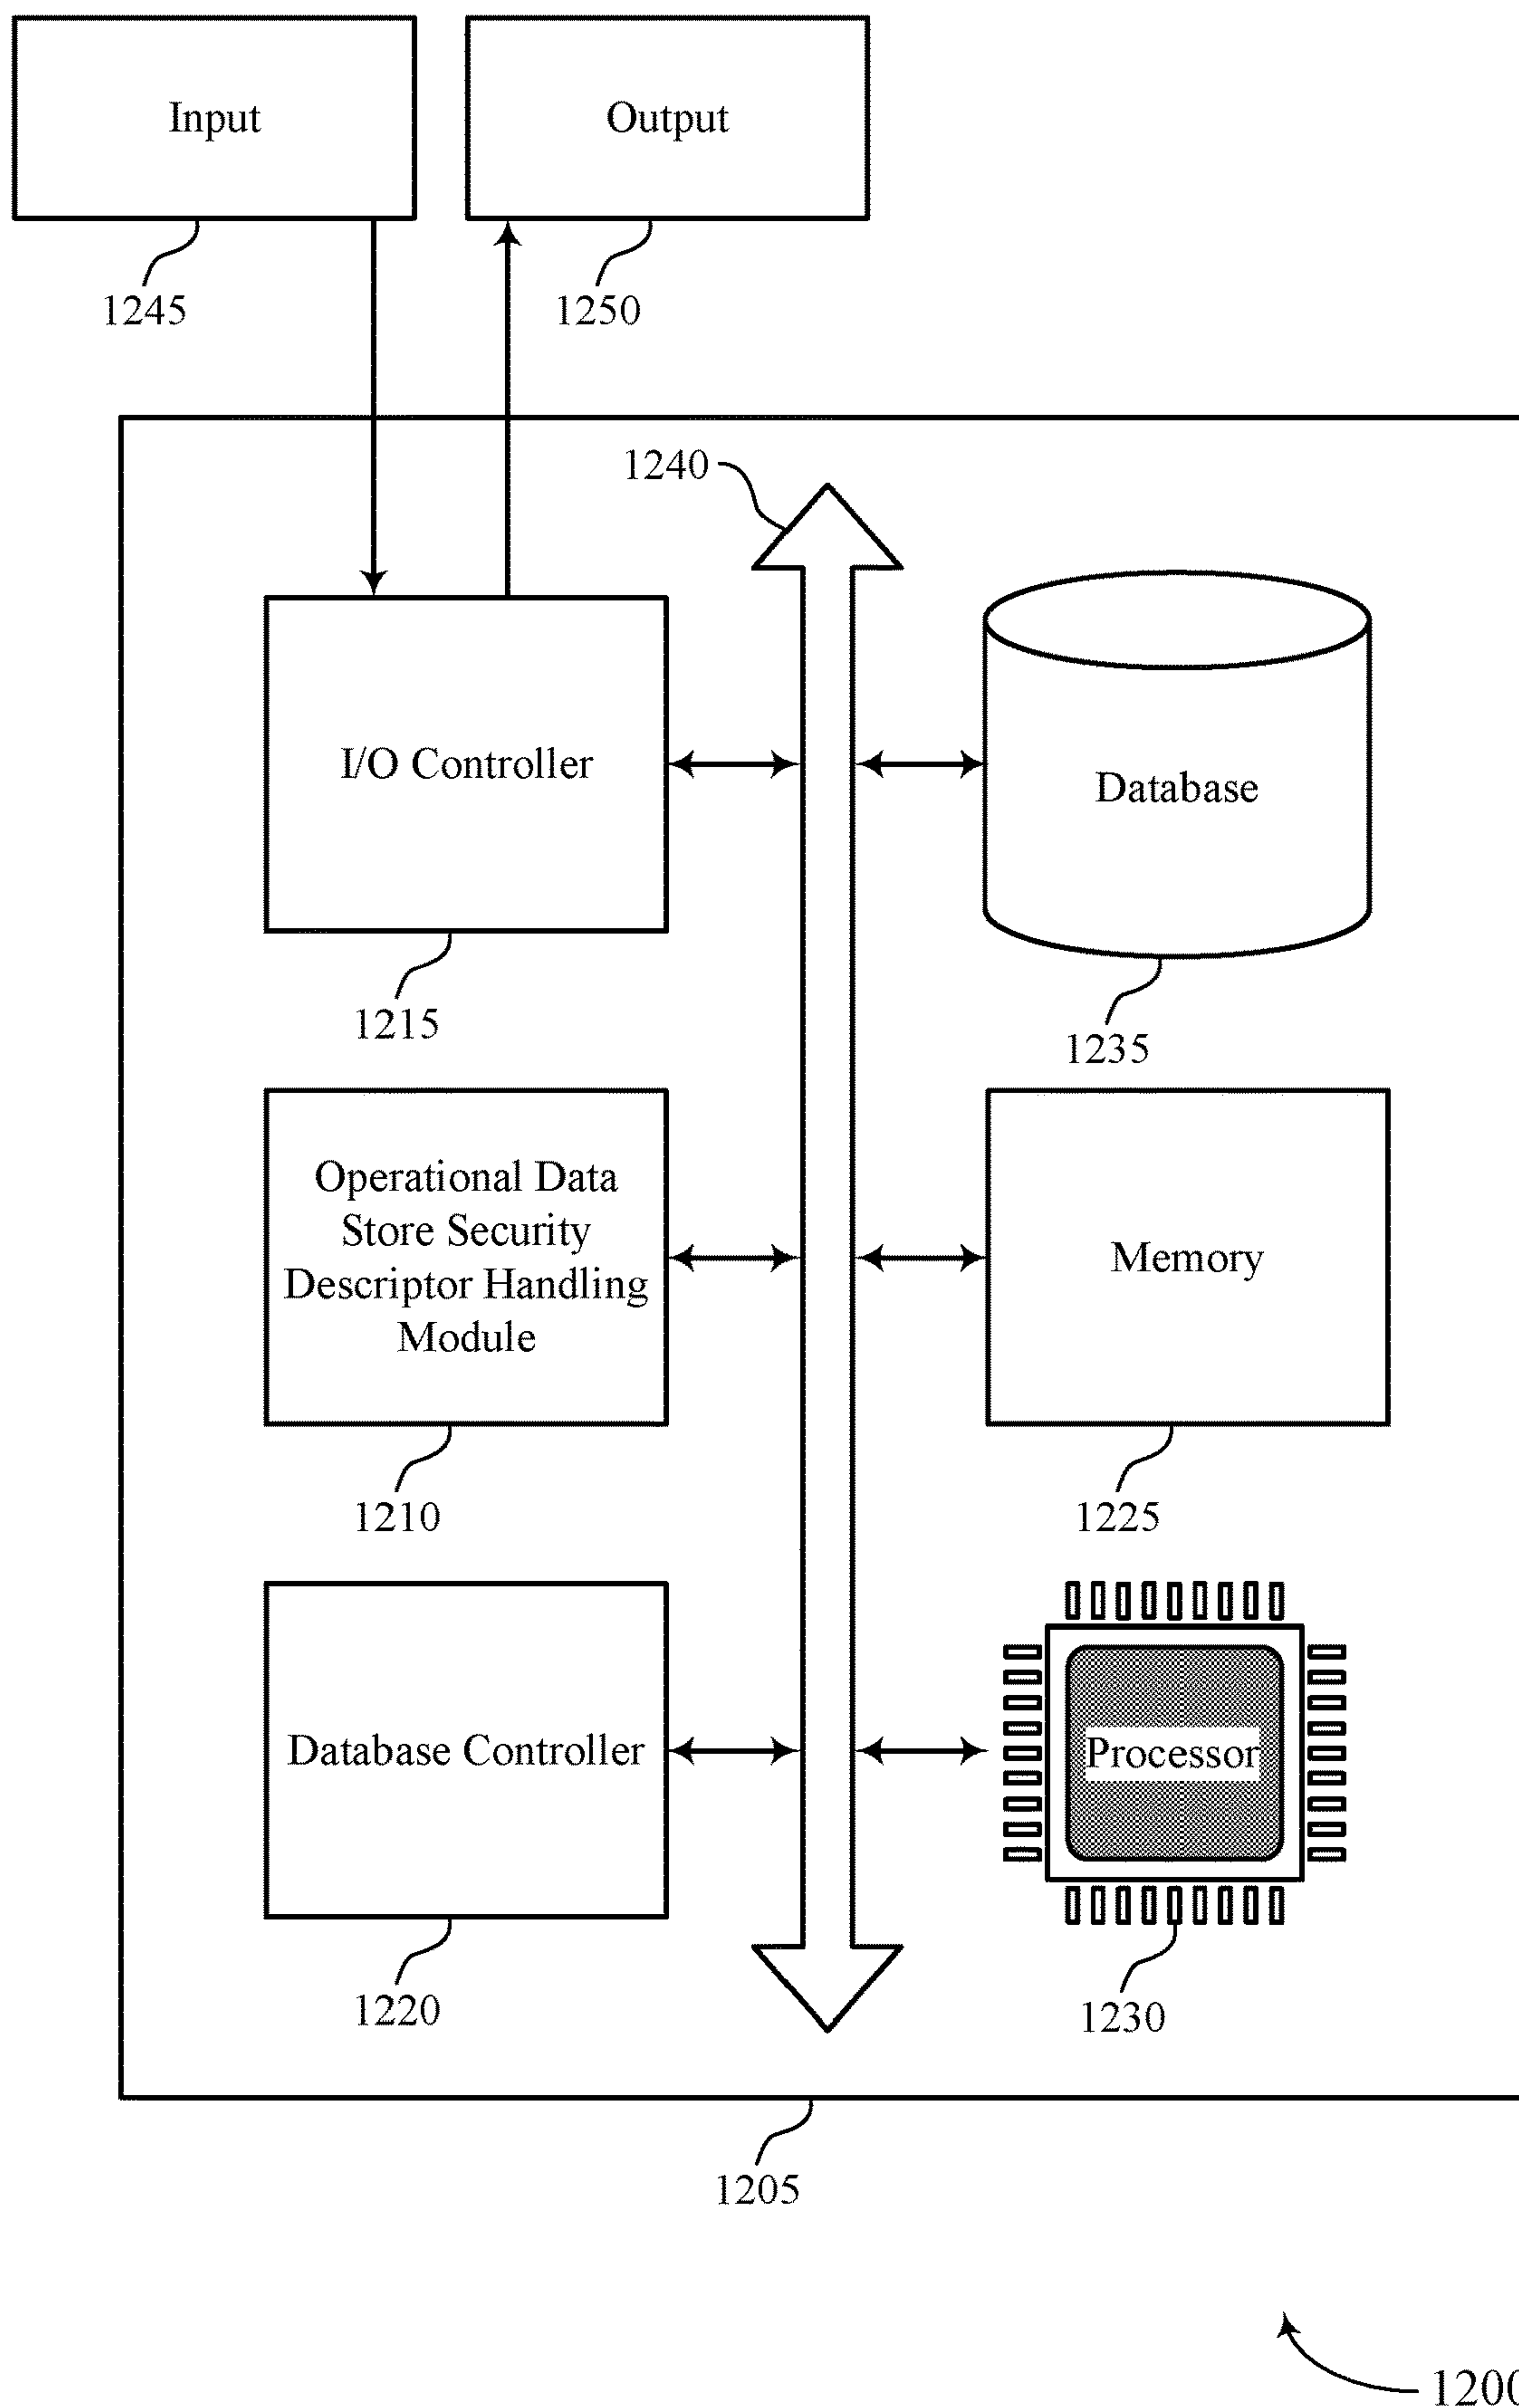 Input
Output
1245
1250
1240
I/O Controller
Database
1215
1235
Operational Data
Store Security
Descriptor Handling
Module
Memory
1210
1225
Database Controller
Processor
1220
1230
1205
1200